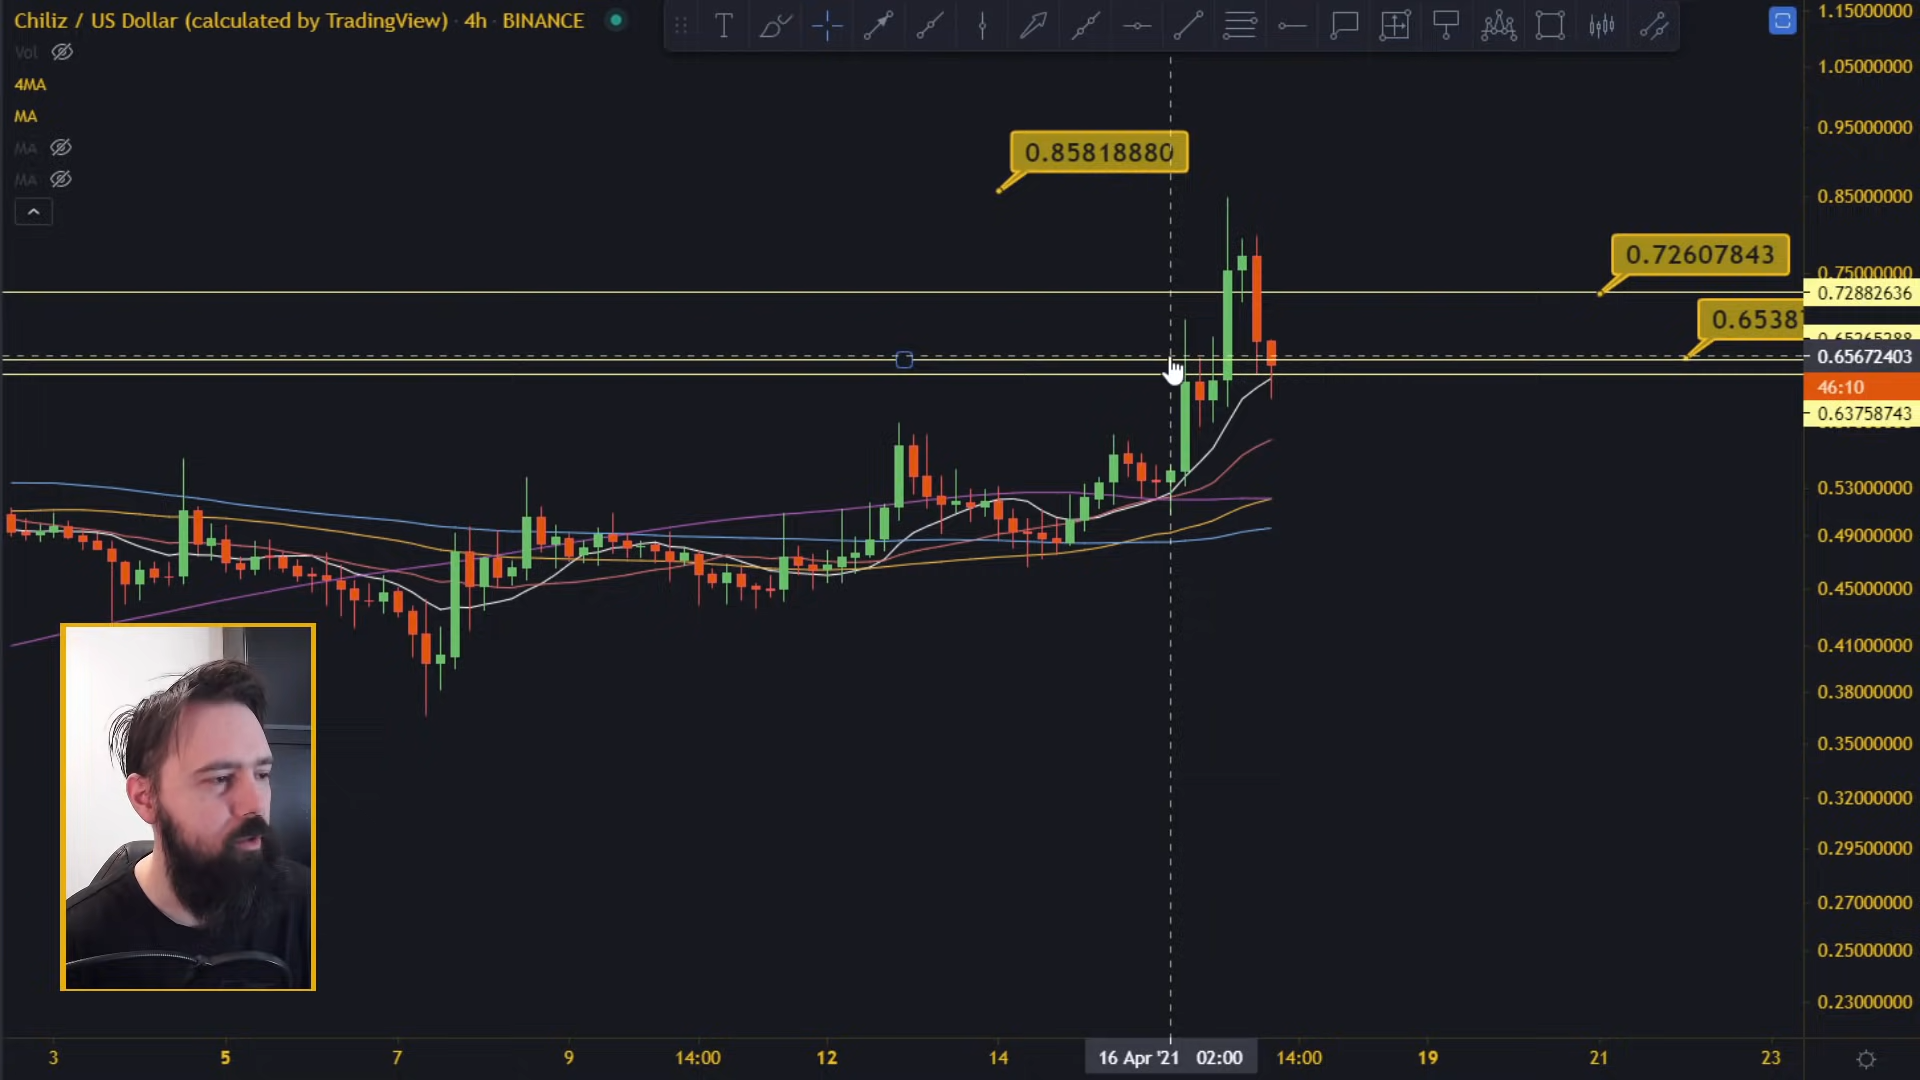 Chiliz / US Dollar (calculated by TradingView) · 4h · BINANCE
Vol
4MA
MA
MA
MA
T
0.85818880
0.72607843
0.6538
1.15000000
1.05000000
0.95000000
0.85000000
0.75000000
0.72882636
0.65672403
46:10
0.63758743
0.53000000
0.49000000
0.45000000
0.41000000
0.38000000
0.35000000
0.32000000
0.29500000
0.27000000
0.25000000
0.23000000
3 5 7 9 14:00 12 14 16 Apr '21 02:00 14:00 19 21 23